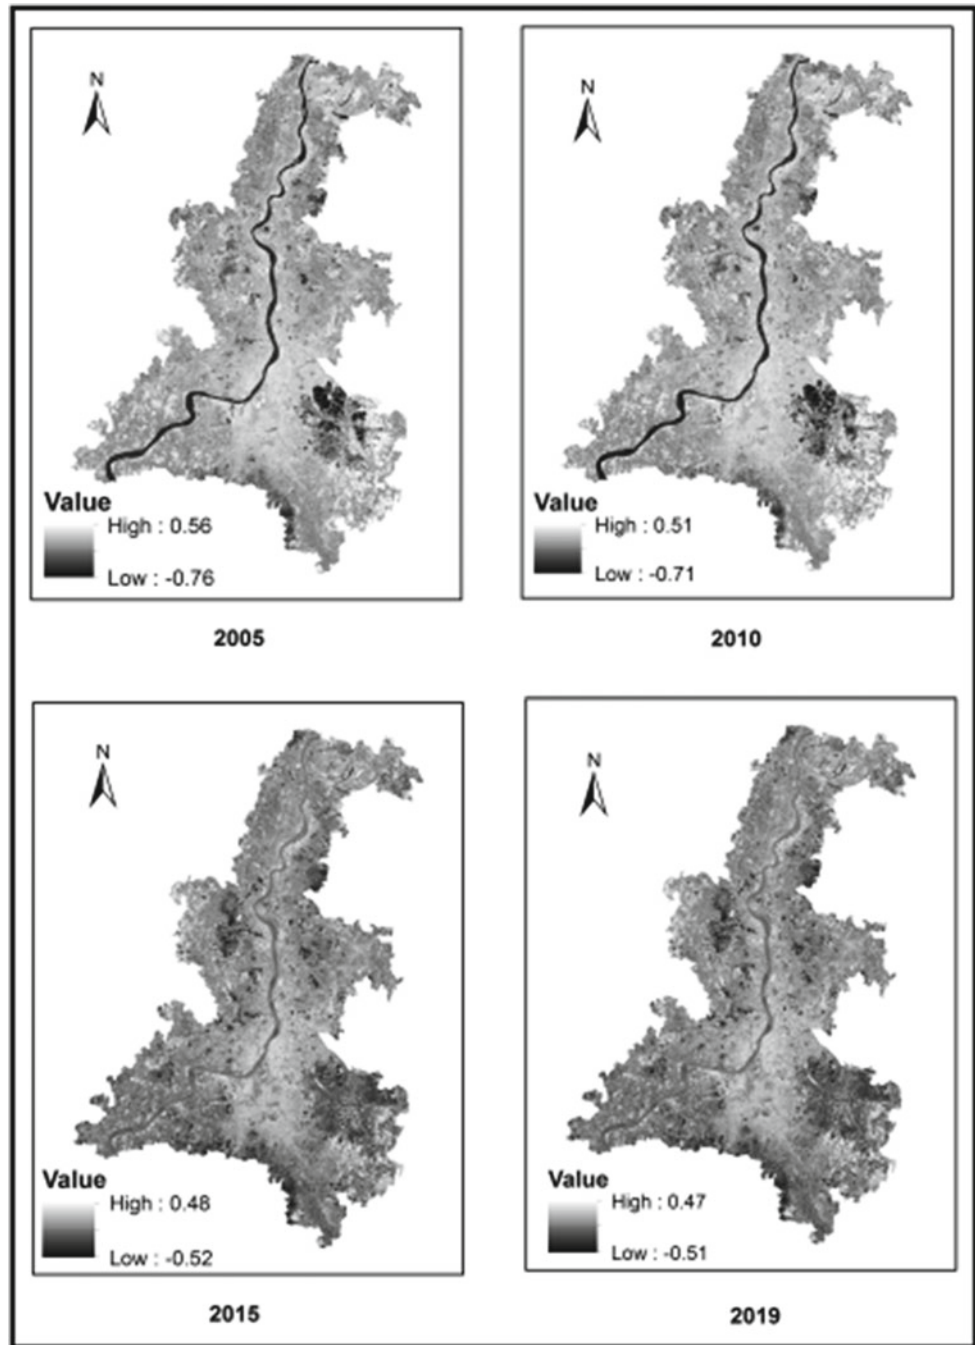 N
Value
High : 0.56
Low : -0.76
2005
N
Value
High : 0.51
Low : -0.71
2010
N
Value
High : 0.48
Low : -0.52
2015
N
Value
High : 0.47
Low : -0.51
2019